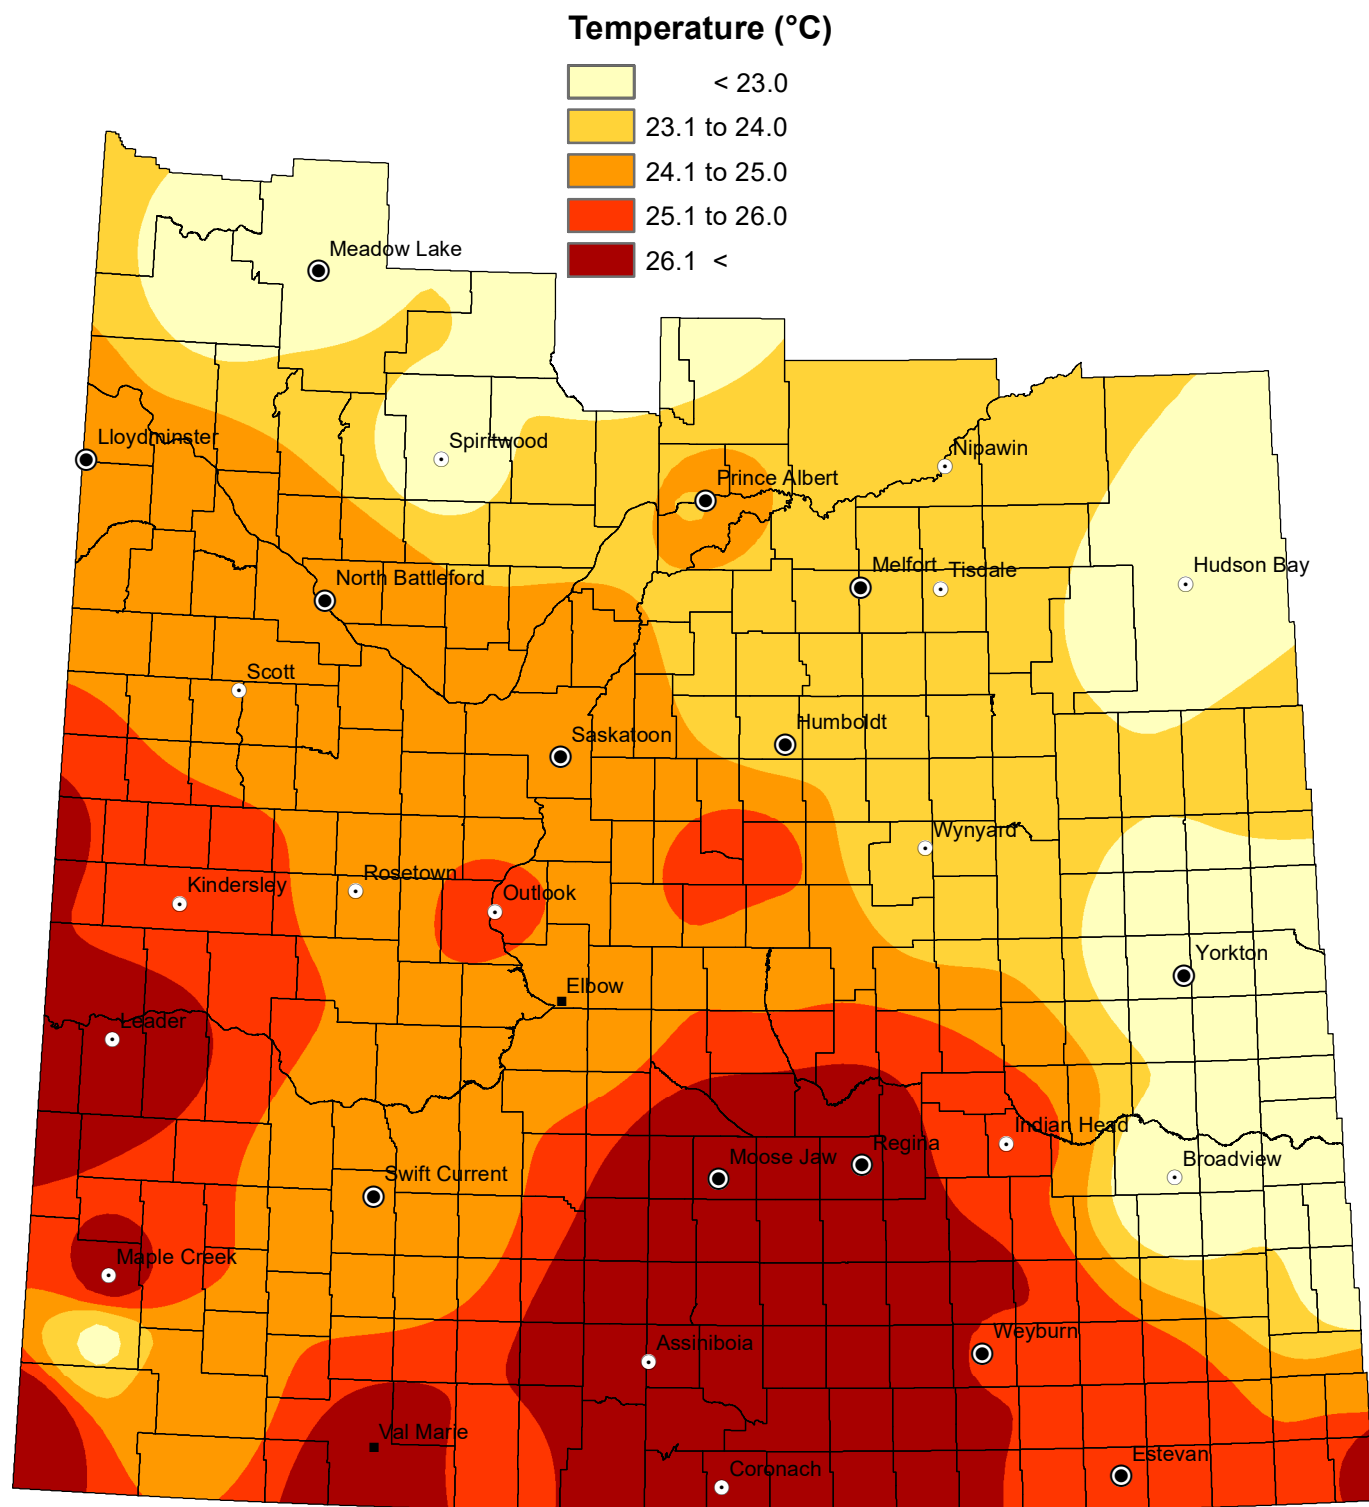 Temperature (°C)
< 23.0
23.1 to 24.0
24.1 to 25.0
25.1 to 26.0
26.1 <
Meadow Lake
Lloydminster
Spiritwood
Nipawin
Prince Albert
Hudson Bay
Melfort
Tisdale
North Battleford
Scott
Humboldt
Saskatoon
Wynyard
Rosetown
Kindersley
Outlook
Yorkton
Elbow
Leader
Indian Head
Regina
Moose Jaw
Broadview
Swift Current
Maple Creek
Weyburn
Assiniboia
Val Marie
Estevan
Coronach